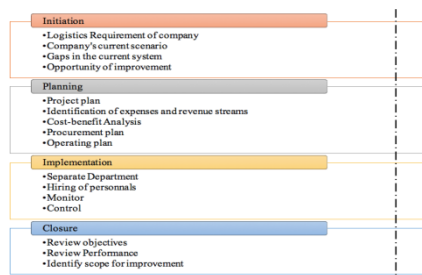 Initiation
•Logistics Requirement of company
•Company's current scenario
•Gaps in the current system
•Opportunity of improvement
Planning
•Project plan
•Identification of expenses and revenue streams
•Cost-benefit Analysis
•Procurement plan
•Operating plan
Implementation
•Separate Department
•Hiring of personnals
•Monitor
•Control
Closure
•Review objectives
•Review Performance
•Identify scope for improvement